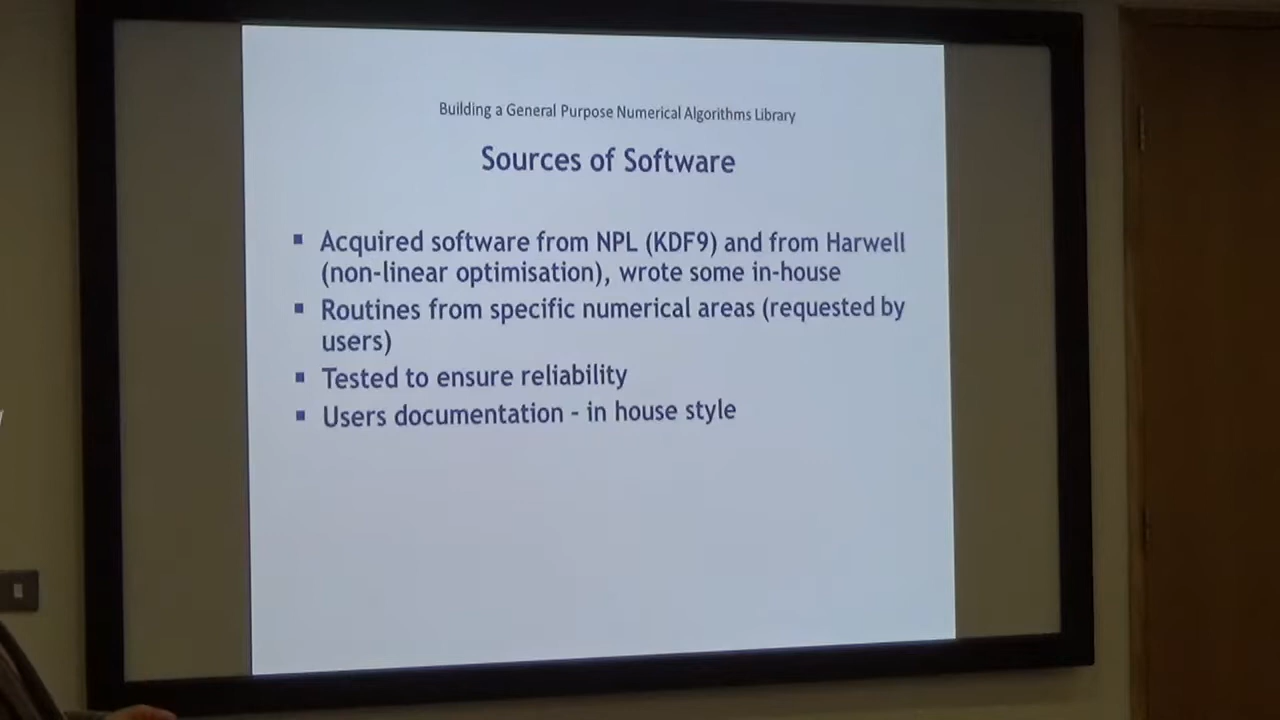 Building a General Purpose Numerical Algorithms Library
Sources of Software
▪ Acquired software from NPL (KDF9) and from Harwell
(non-linear optimisation), wrote some in-house
▪ Routines from specific numerical areas (requested by
users)
▪ Tested to ensure reliability
▪ Users documentation - in house style